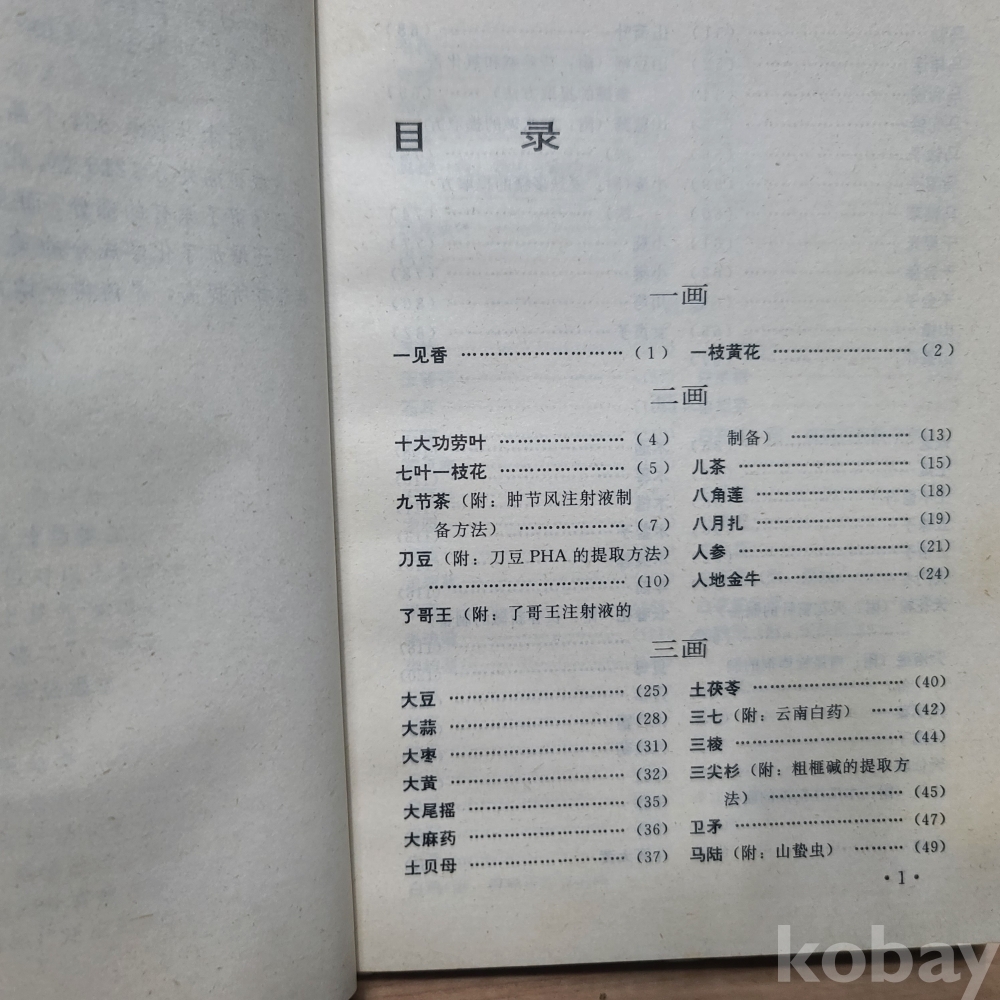 目 录
一画
一见香 ……………………… (1)
一枝黄花 ………………… (2)
二画
十大功劳叶 ………………… (4)
七叶一枝花 ………………… (5)
九节茶(附:肿节风注射液制
备方法) ……………… (7)
刀豆(附:刀豆 PHA 的提取方法)
…………………………… (10)
了哥王(附:了哥王注射液的
制备) ……………… (13)
儿茶 ……………………… (15)
八角莲 …………………… (18)
八月扎 …………………… (19)
人参 ……………………… (21)
入地金牛 ………………… (24)
三画
大豆 ……………………… (25)
大蒜 ……………………… (28)
大枣 ……………………… (31)
大黄 ……………………… (32)
大尾摇 …………………… (35)
大麻药 …………………… (36)
土贝母 …………………… (37)
土茯苓 …………………… (40)
三七(附:云南白药) …… (42)
三棱 ……………………… (44)
三尖杉(附:粗榧碱的提取方
法) ………………… (45)
卫矛 ……………………… (47)
马陆(附:山蛩虫) ……… (49)
·1·
kobay